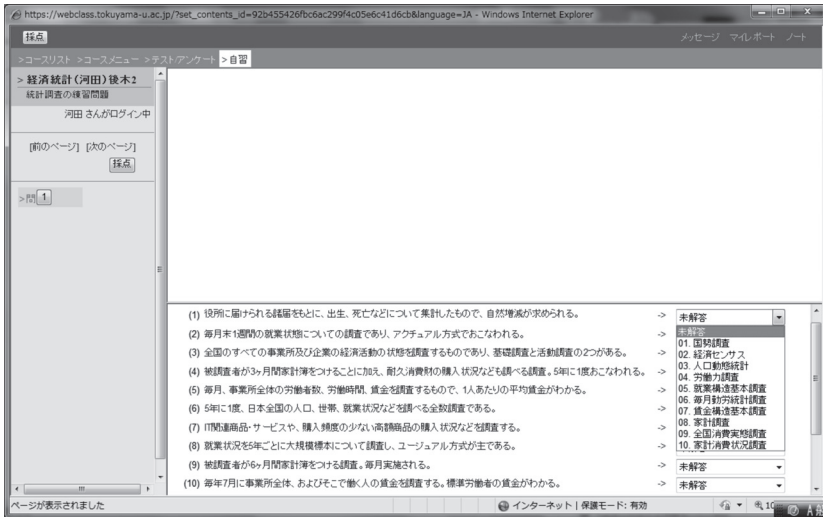 https://webclass.tokuyama-u.ac.jp/?set_contents_id=92b455426fbc6ac299f4c05e6c41d6cb&language=JA - Windows Internet Explorer
採点
メッセージ マイレポート ノート
>コースリスト >コースメニュー >テスト/アンケート >自習
> 経済統計(河田)後木2
統計調査の練習問題
河田 さんがログイン中
[前のページ] [次のページ]
採点
>問 1
(1) 役所に届けられる諸届をもとに、出生、死亡などについて集計したもので、自然増減が求められる。 -> 未解答
(2) 毎月末1週間の就業状態についての調査であり、アクチュアル方式でおこなわれる。 ->
(3) 全国のすべての事業所及び企業の経済活動の状態を調査するものであり、基礎調査と活動調査の2つがある。 ->
(4) 被調査者が3ヶ月間家計簿をつけることに加え、耐久消費財の購入状況なども調べる調査。5年に1度おこなわれる。 ->
(5) 毎月、事業所全体の労働者数、労働時間、賃金を調査するもので、1人あたりの平均賃金がわかる。 ->
(6) 5年に1度、日本全国の人口、世帯、就業状況などを調べる全数調査である。 ->
(7) IT関連商品・サービスや、購入頻度の少ない高額商品の購入状況などを調査する。 ->
(8) 就業状況を5年ごとに大規模標本について調査し、ユージュアル方式が主である。 ->
(9) 被調査者が6ヶ月間家計簿をつける調査。毎月実施される。 -> 未解答
(10) 毎年7月に事業所全体、およびそこで働く人の賃金を調査する。標準労働者の賃金がわかる。 -> 未解答
未解答
01. 国勢調査
02. 経済センサス
03. 人口動態統計
04. 労働力調査
05. 就業構造基本調査
06. 毎月勤労統計調査
07. 賃金構造基本調査
08. 家計調査
09. 全国消費実態調査
10. 家計消費状況調査
ページが表示されました
インターネット | 保護モード: 有効